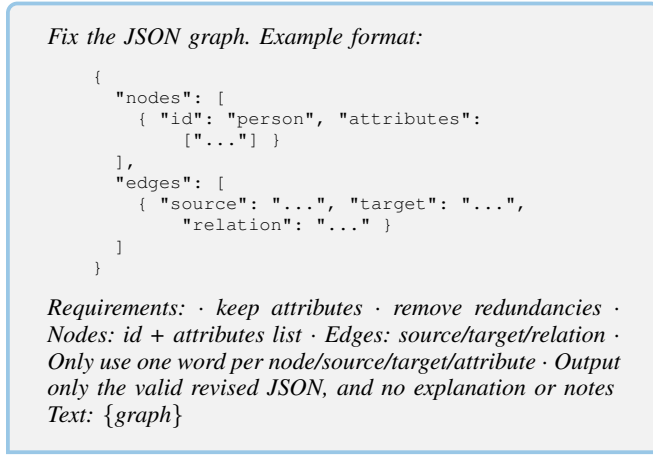 Fix the JSON graph. Example format:
{
"nodes": [
{ "id": "person", "attributes":
["..."] }
],
"edges": [
{ "source": "...", "target": "...",
"relation": "..." }
]
}
Requirements: · keep attributes · remove redundancies ·
Nodes: id + attributes list · Edges: source/target/relation ·
Only use one word per node/source/target/attribute · Output
only the valid revised JSON, and no explanation or notes
Text: {graph}